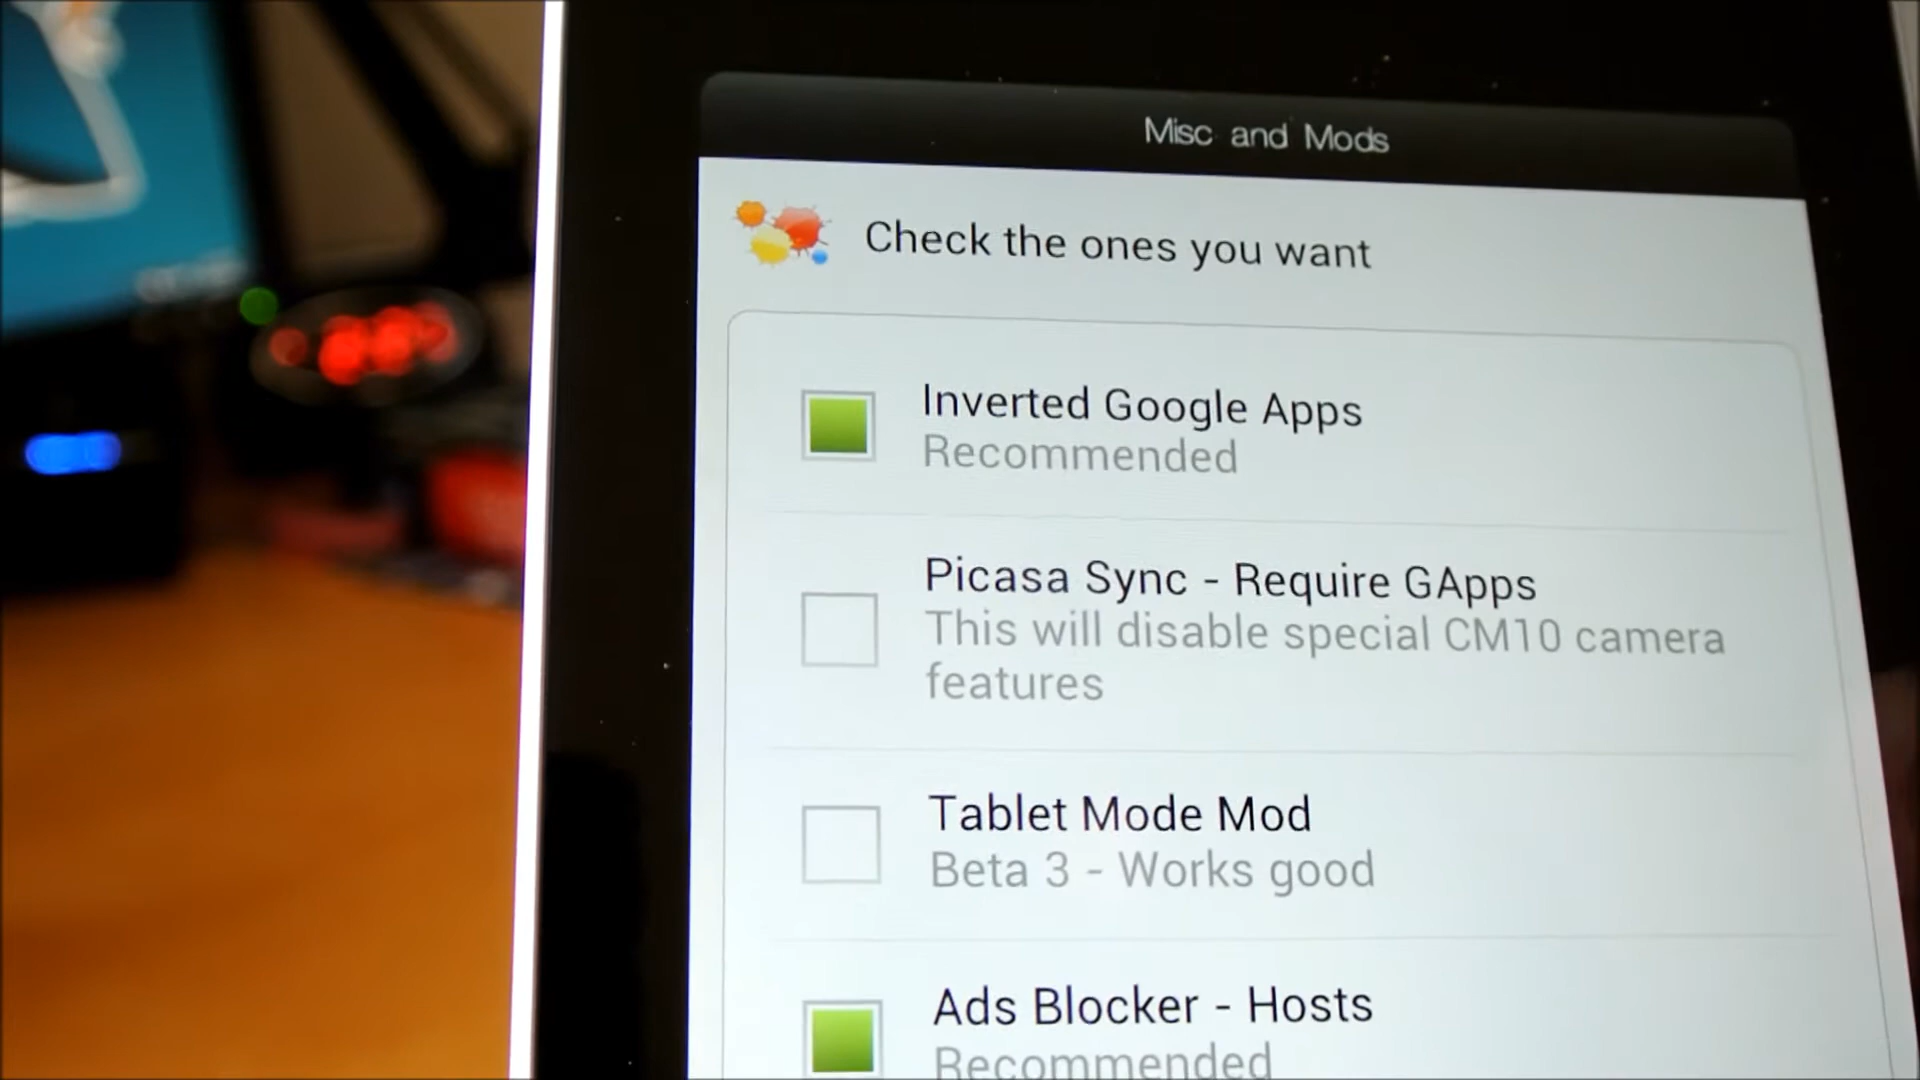 Misc and Mods
Check the ones you want
Inverted Google Apps
Recommended
Picasa Sync - Require GApps
This will disable special CM10 camera
features
Tablet Mode Mod
Beta 3 - Works good
Ads Blocker - Hosts
Recommended